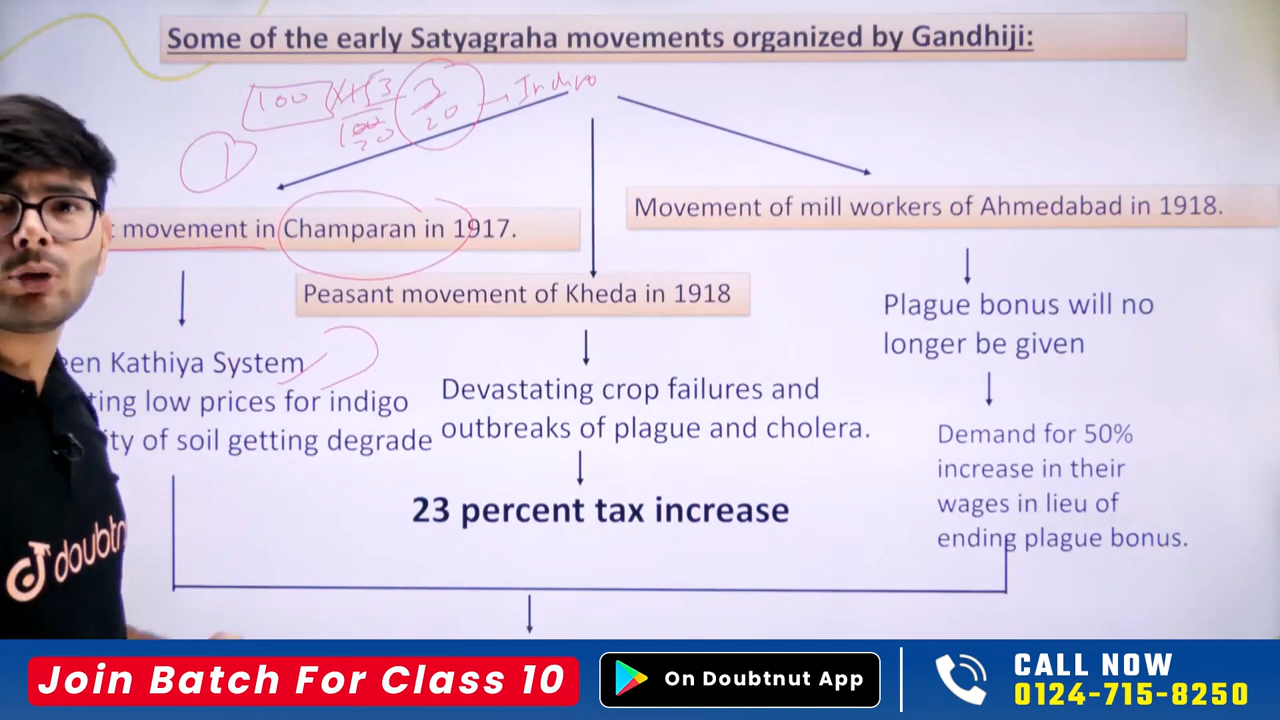 Some of the early Satyagraha movements organized by Gandhiji:
100
3
20
Indigo
movement in Champaran in 1917.
Movement of mill workers of Ahmedabad in 1918.
Peasant movement of Kheda in 1918
Plague bonus will no
longer be given
een Kathiya System
ting low prices for indigo
ity of soil getting degrade
Devastating crop failures and
outbreaks of plague and cholera.
Demand for 50%
increase in their
wages in lieu of
ending plague bonus.
23 percent tax increase
doubtn
Join Batch For Class 10
On Doubtnut App
CALL NOW
0124-715-8250